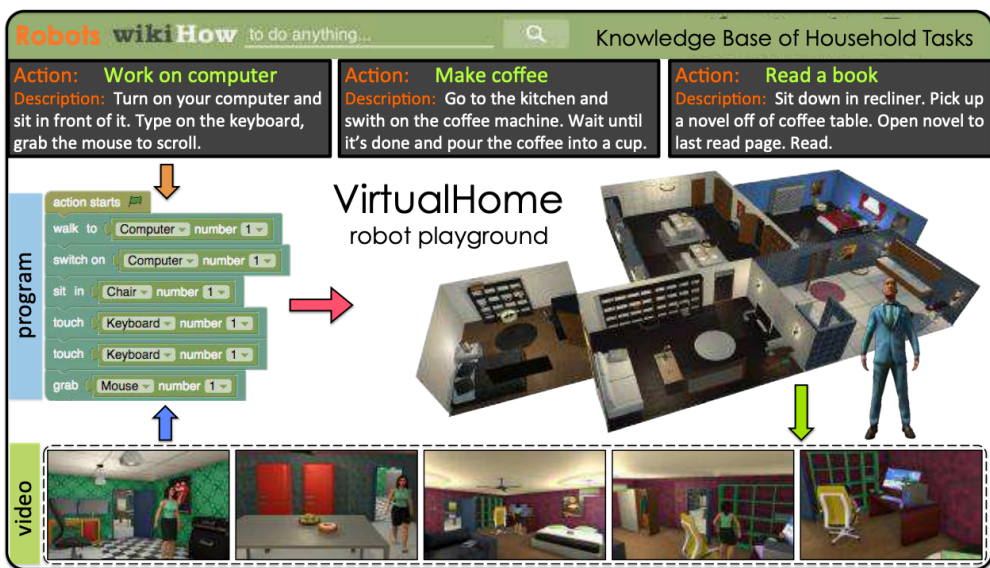 Robots wikiHow to do anything... Knowledge Base of Household Tasks
Action: Work on computer
Description: Turn on your computer and
sit in front of it. Type on the keyboard,
grab the mouse to scroll.
Action: Make coffee
Description: Go to the kitchen and
swith on the coffee machine. Wait until
it's done and pour the coffee into a cup.
Action: Read a book
Description: Sit down in recliner. Pick up
a novel off of coffee table. Open novel to
last read page. Read.
program
action starts
walk to Computer number 1
switch on Computer number 1
sit in Chair number 1
touch Keyboard number 1
touch Keyboard number 1
grab Mouse number 1
VirtualHome
robot playground
video